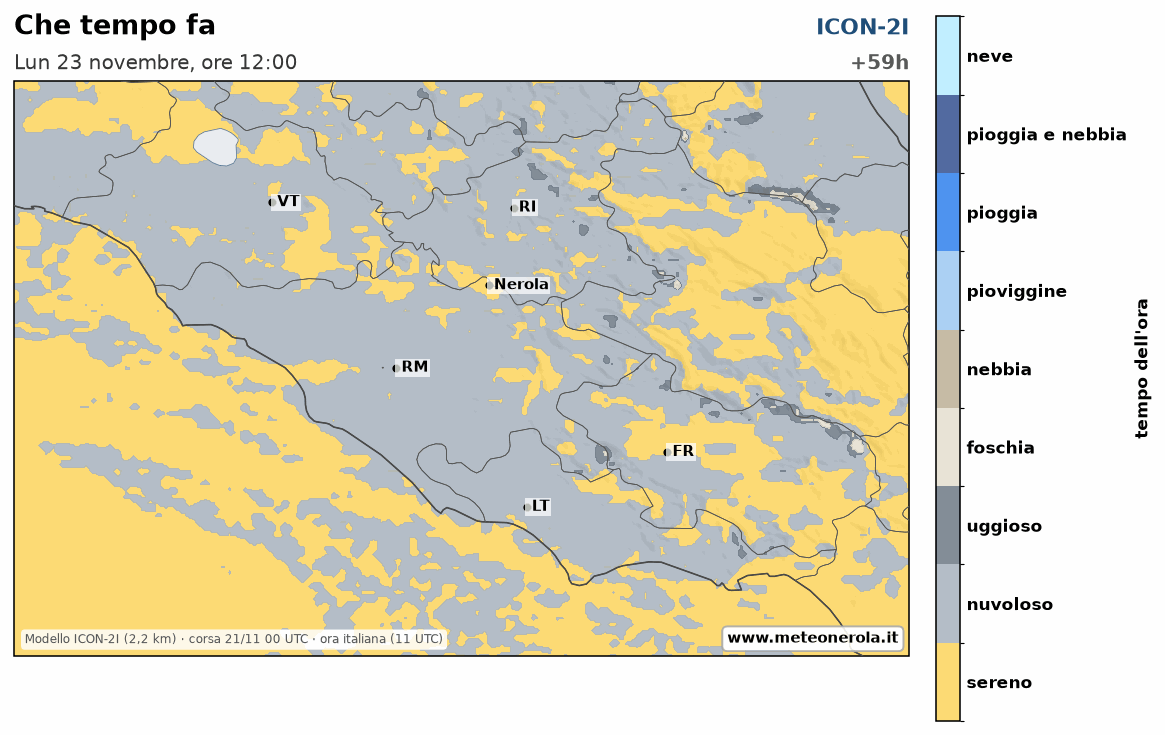 Che tempo fa
ICON-2I
Lun 23 novembre, ore 12:00
+59h
neve
pioggia e nebbia
pioggia
pioviggine
nebbia
foschia
uggioso
nuvoloso
sereno
tempo dell'ora
VT
RI
Nerola
RM
FR
LT
Modello ICON-2I (2,2 km) · corsa 21/11 00 UTC · ora italiana (11 UTC)
www.meteonerola.it